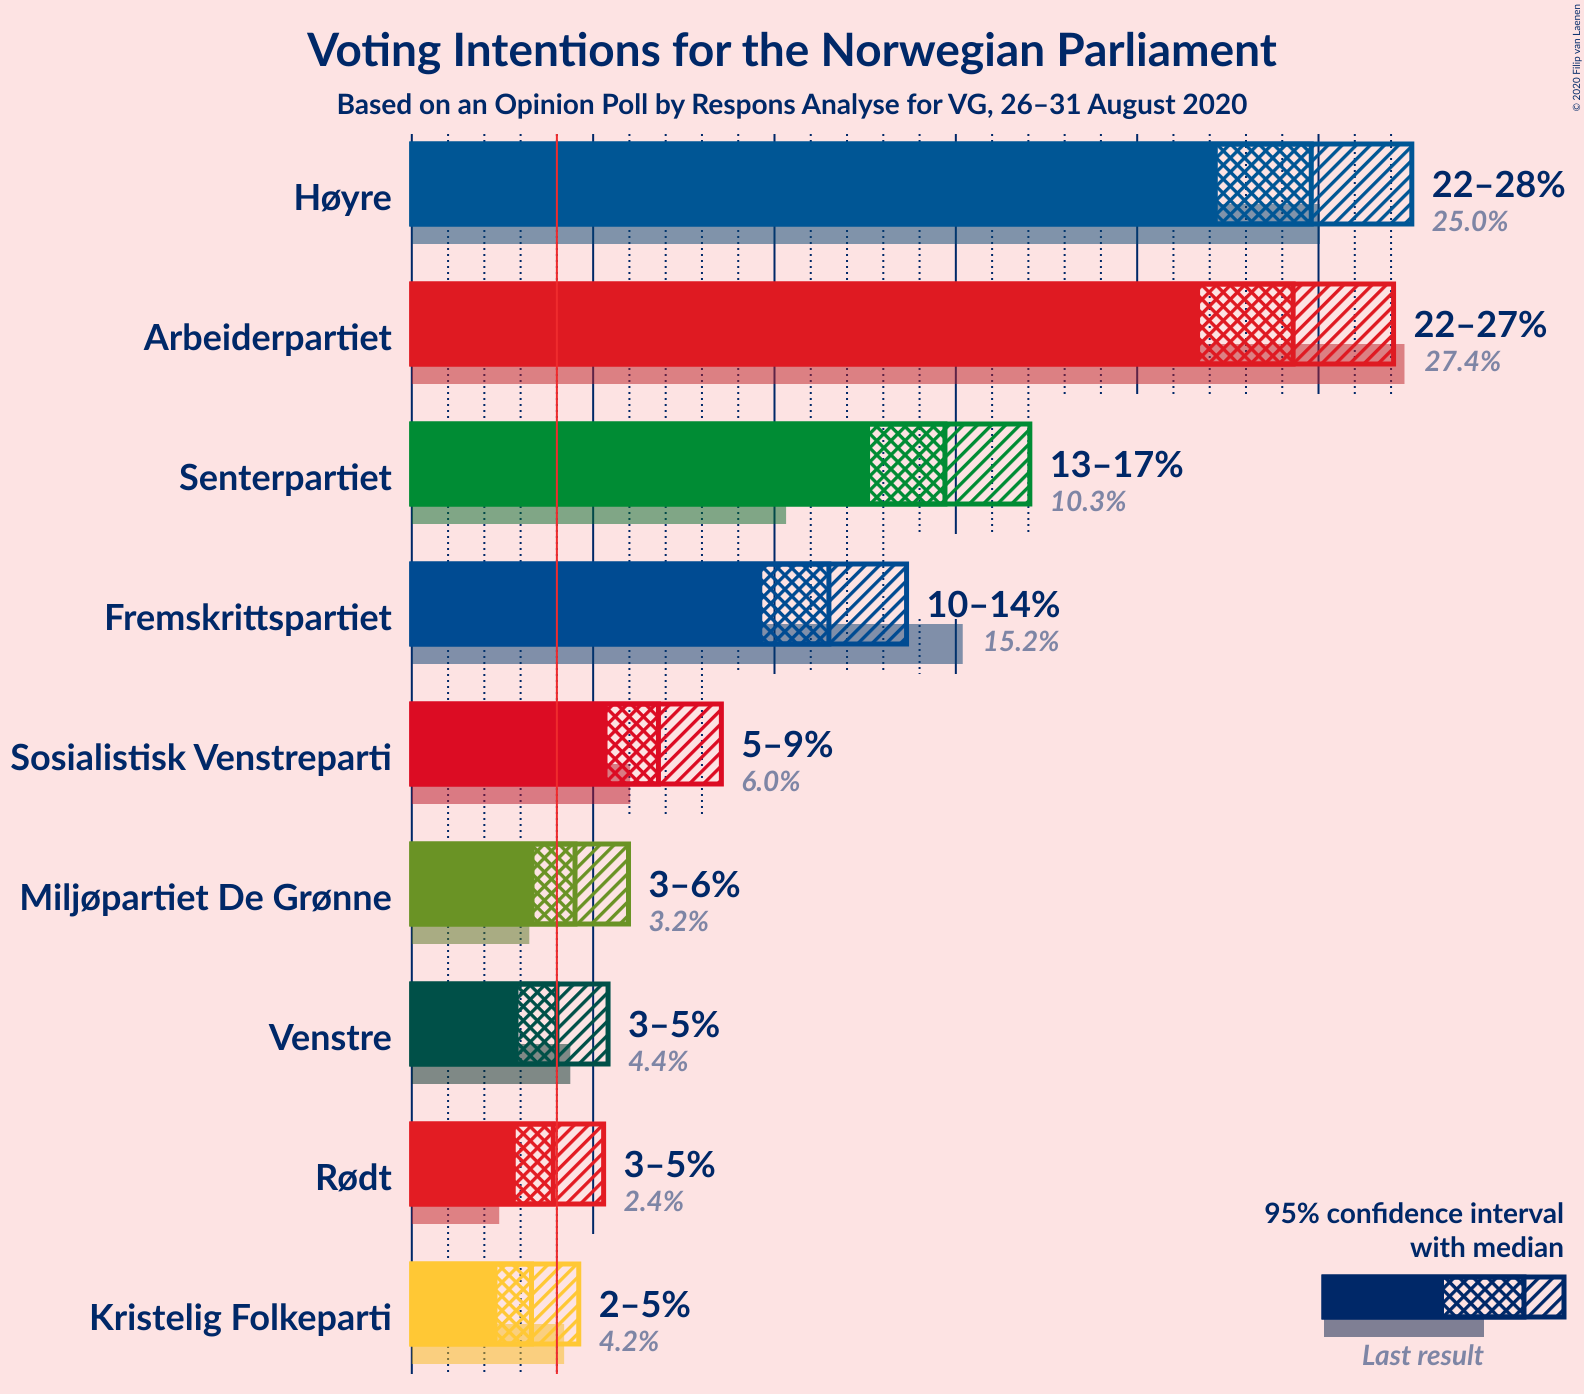 Voting Intentions for the Norwegian Parliament
Based on an Opinion Poll by Respons Analyse for VG, 26–31 August 2020
© 2020 Filip van Laenen
Høyre
22–28%
25.0%
Arbeiderpartiet
22–27%
27.4%
Senterpartiet
13–17%
10.3%
Fremskrittspartiet
10–14%
15.2%
Sosialistisk Venstreparti
5–9%
6.0%
Miljøpartiet De Grønne
3–6%
3.2%
Venstre
3–5%
4.4%
Rødt
3–5%
2.4%
Kristelig Folkeparti
2–5%
4.2%
95% confidence interval
with median
Last result